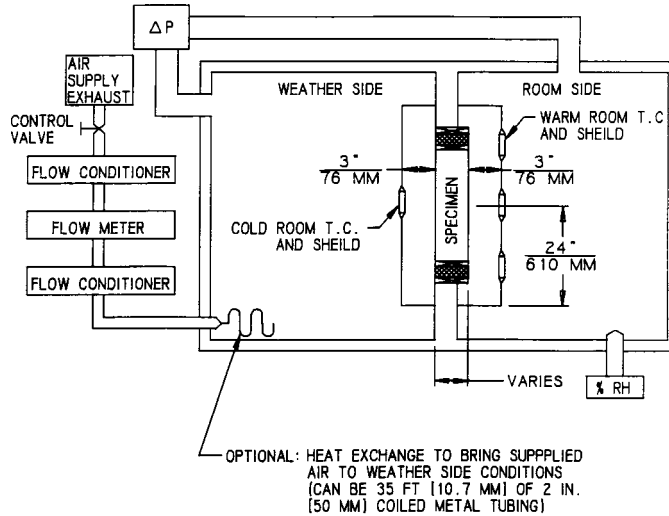 Δ P
AIR
SUPPLY
EXHAUST
CONTROL
VALVE
FLOW CONDITIONER
FLOW METER
FLOW CONDITIONER
WEATHER SIDE
ROOM SIDE
WARM ROOM T.C
AND SHEILD
3"
76 MM
3"
76 MM
COLD ROOM T.C.
AND SHEILD
SPECIMEN
24"
610 MM
VARIES
% RH
OPTIONAL: HEAT EXCHANGE TO BRING SUPPPLIED
AIR TO WEATHER SIDE CONDITIONS
(CAN BE 35 FT [10.7 MM] OF 2 IN.
[50 MM) COILED METAL TUBING)